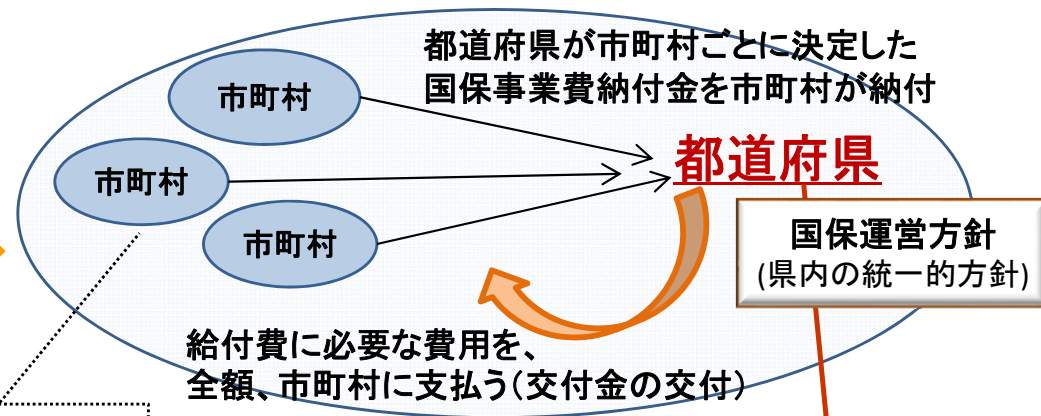 都道府県が市町村ごとに決定した
国保事業費納付金を市町村が納付
市町村
市町村
市町村
都道府県
国保運営方針
(県内の統一的方針)
給付費に必要な費用を、
全額、市町村に支払う(交付金の交付)